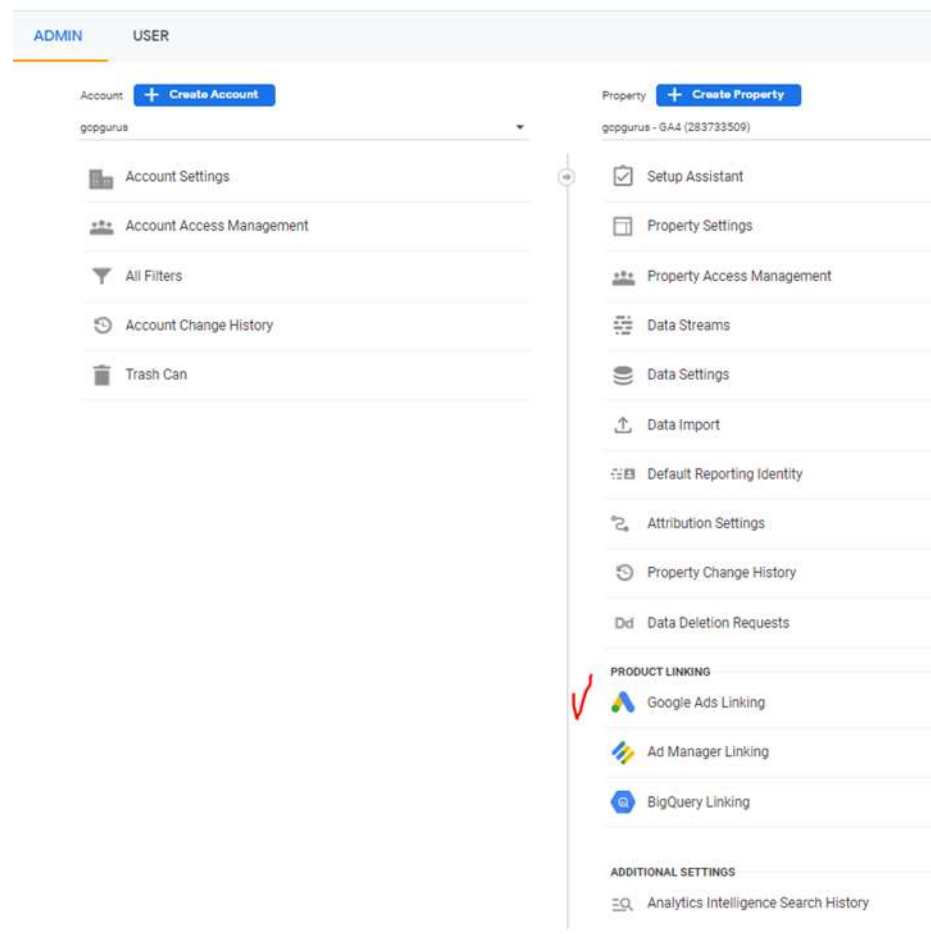 ADMIN
USER
Account
Create Account
gcpgurus
Account Settings
Account Access Management
All Filters
Account Change History
Trash Can
Property
Create Property
gcpgurus - GA4 (283733509)
Setup Assistant
Property Settings
Property Access Management
Data Streams
Data Settings
Data Import
Default Reporting Identity
Attribution Settings
Property Change History
Dd Data Deletion Requests
PRODUCT LINKING
Google Ads Linking
Ad Manager Linking
BigQuery Linking
ADDITIONAL SETTINGS
Analytics Intelligence Search History